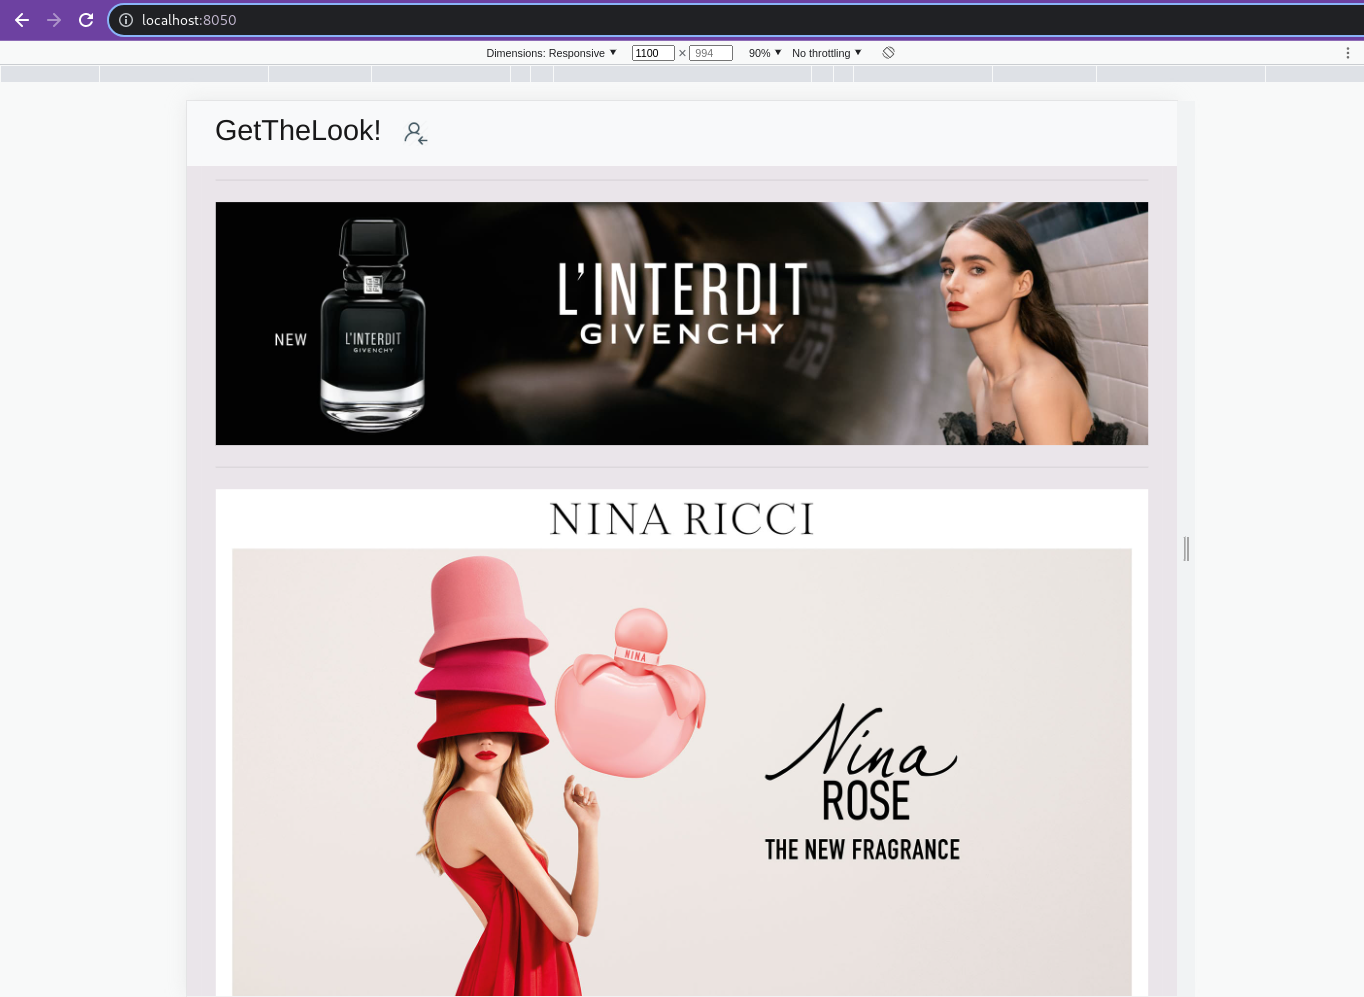 localhost:8050
Dimensions: Responsive ▼ 1100 × 994 90% ▼ No throttling ▼
GetTheLook!
NEW
L'INTERDIT
GIVENCHY
L'INTERDIT
GIVENCHY
NINA RICCI
NINA
Nina
ROSE
THE NEW FRAGRANCE